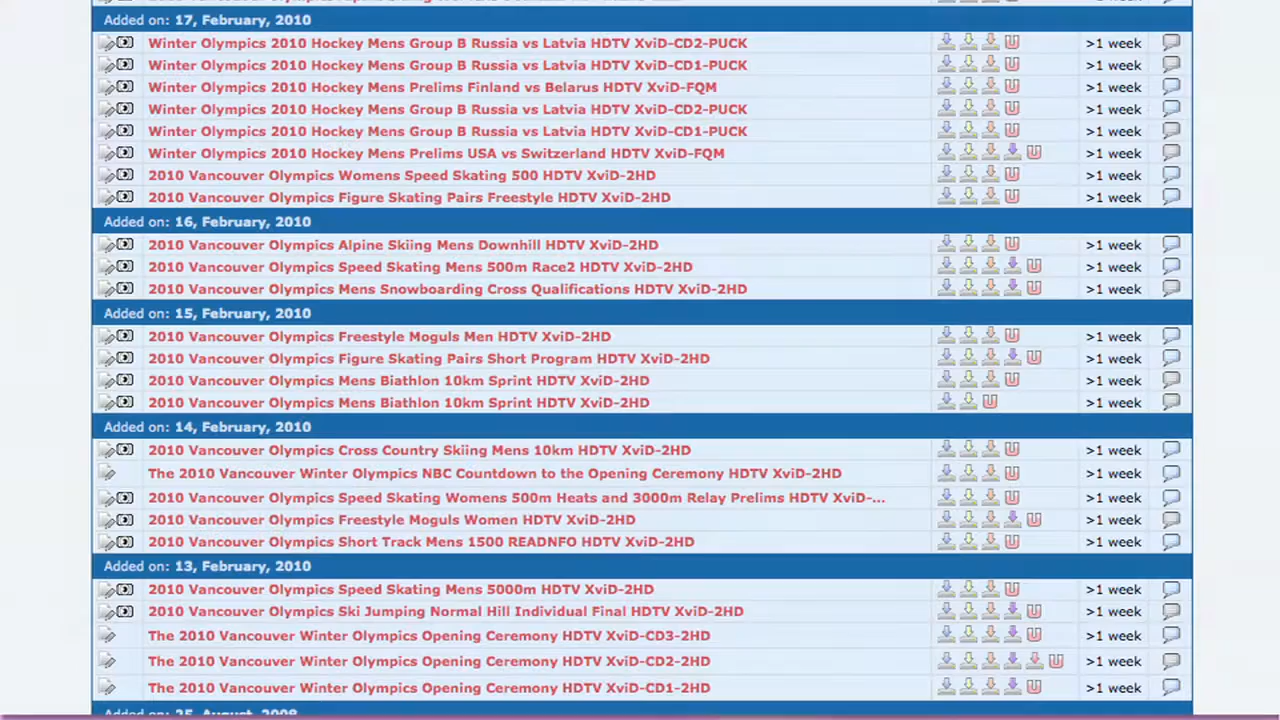 Added on: 17, February, 2010
Winter Olympics 2010 Hockey Mens Group B Russia vs Latvia HDTV XviD-CD2-PUCK >1 week
Winter Olympics 2010 Hockey Mens Group B Russia vs Latvia HDTV XviD-CD1-PUCK >1 week
Winter Olympics 2010 Hockey Mens Prelims Finland vs Belarus HDTV XviD-FQM >1 week
Winter Olympics 2010 Hockey Mens Group B Russia vs Latvia HDTV XviD-CD2-PUCK >1 week
Winter Olympics 2010 Hockey Mens Group B Russia vs Latvia HDTV XviD-CD1-PUCK >1 week
Winter Olympics 2010 Hockey Mens Prelims USA vs Switzerland HDTV XviD-FQM >1 week
2010 Vancouver Olympics Womens Speed Skating 500 HDTV XviD-2HD >1 week
2010 Vancouver Olympics Figure Skating Pairs Freestyle HDTV XviD-2HD >1 week
Added on: 16, February, 2010
2010 Vancouver Olympics Alpine Skiing Mens Downhill HDTV XviD-2HD >1 week
2010 Vancouver Olympics Speed Skating Mens 500m Race2 HDTV XviD-2HD >1 week
2010 Vancouver Olympics Mens Snowboarding Cross Qualifications HDTV XviD-2HD >1 week
Added on: 15, February, 2010
2010 Vancouver Olympics Freestyle Moguls Men HDTV XviD-2HD >1 week
2010 Vancouver Olympics Figure Skating Pairs Short Program HDTV XviD-2HD >1 week
2010 Vancouver Olympics Mens Biathlon 10km Sprint HDTV XviD-2HD >1 week
2010 Vancouver Olympics Mens Biathlon 10km Sprint HDTV XviD-2HD >1 week
Added on: 14, February, 2010
2010 Vancouver Olympics Cross Country Skiing Mens 10km HDTV XviD-2HD >1 week
The 2010 Vancouver Winter Olympics NBC Countdown to the Opening Ceremony HDTV XviD-2HD >1 week
2010 Vancouver Olympics Speed Skating Womens 500m Heats and 3000m Relay Prelims HDTV XviD-... >1 week
2010 Vancouver Olympics Freestyle Moguls Women HDTV XviD-2HD >1 week
2010 Vancouver Olympics Short Track Mens 1500 READNFO HDTV XviD-2HD >1 week
Added on: 13, February, 2010
2010 Vancouver Olympics Speed Skating Mens 5000m HDTV XviD-2HD >1 week
2010 Vancouver Olympics Ski Jumping Normal Hill Individual Final HDTV XviD-2HD >1 week
The 2010 Vancouver Winter Olympics Opening Ceremony HDTV XviD-CD3-2HD >1 week
The 2010 Vancouver Winter Olympics Opening Ceremony HDTV XviD-CD2-2HD >1 week
The 2010 Vancouver Winter Olympics Opening Ceremony HDTV XviD-CD1-2HD >1 week
Added on: 25, August, 2008